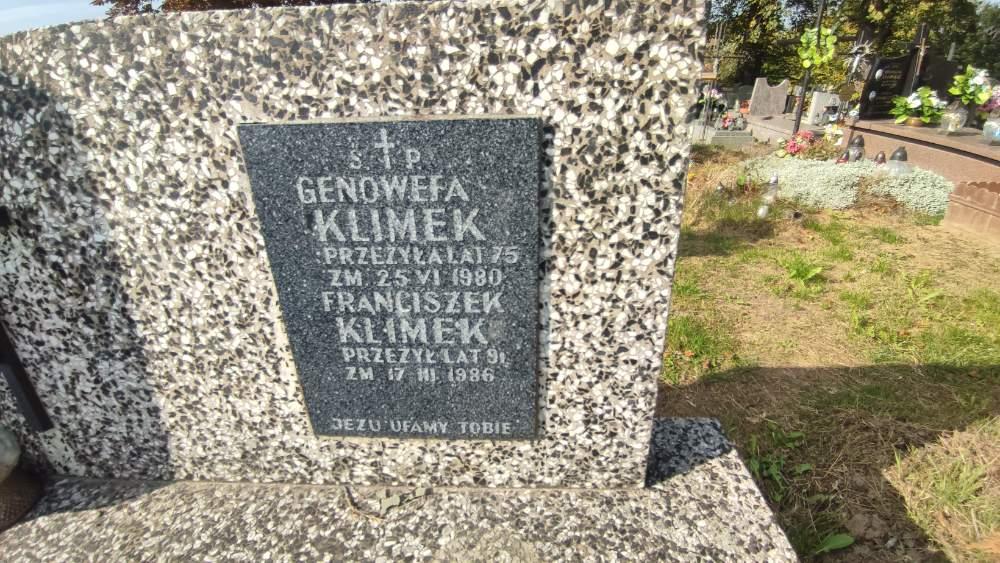 Ś P
GENOWEFA
KLIMEK
PRZEŻYŁA LAT 75
ZM 25 VI 1980
FRANCISZEK
KLIMEK
PRZEŻYŁ LAT 91
ZM 17 III 1986
JEZU UFAMY TOBIE